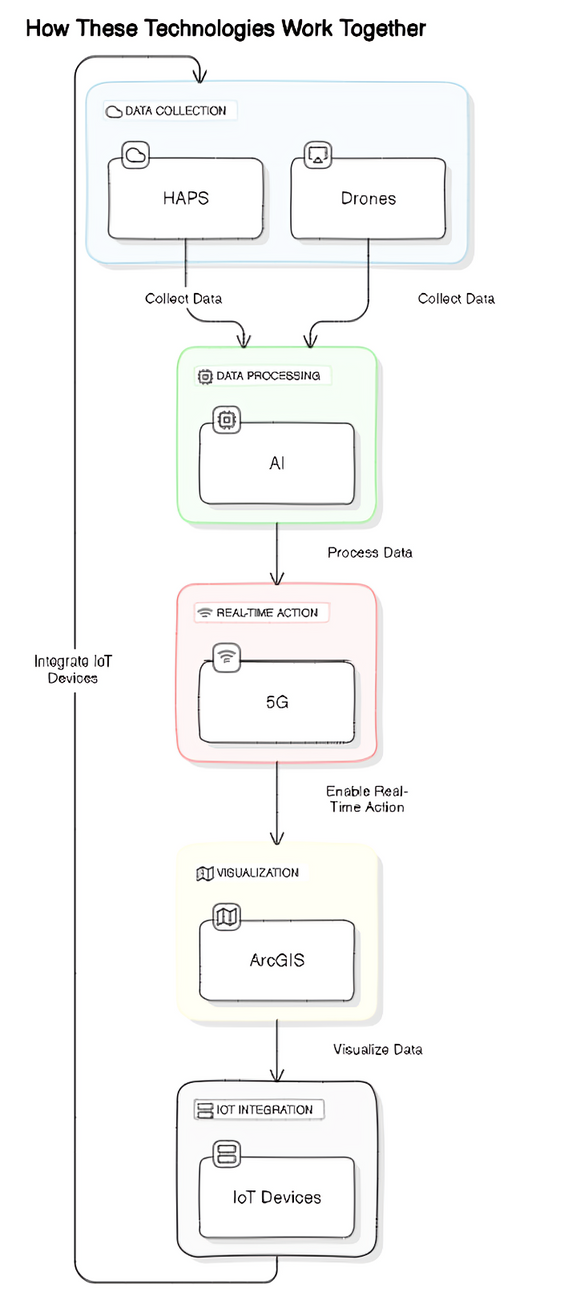 How These Technologies Work Together
DATA COLLECTION
HAPS
Drones
Collect Data
Collect Data
DATA PROCESSING
AI
Process Data
REAL-TIME ACTION
5G
Integrate IoT
Devices
Enable Real-
Time Action
VISUALIZATION
ArcGIS
Visualize Data
IOT INTEGRATION
IoT Devices